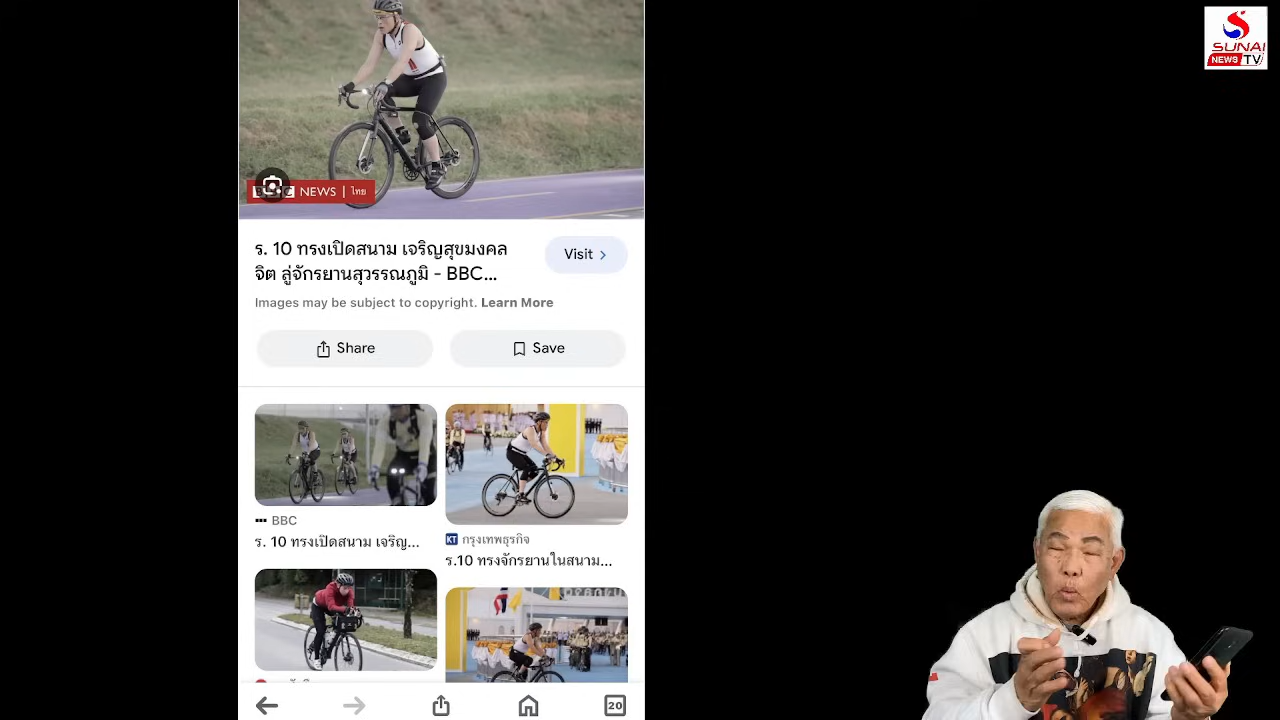 SUNAI
NEWS TV
NEWS | ไทย
ร. 10 ทรงเปิดสนาม เจริญสุขมงคล
จิต ลู่จักรยานสุวรรณภูมิ - BBC...
Visit
Images may be subject to copyright. Learn More
Share
Save
BBC
ร. 10 ทรงเปิดสนาม เจริญ...
KT กรุงเทพธุรกิจ
ร.10 ทรงจักรยานในสนาม...
20